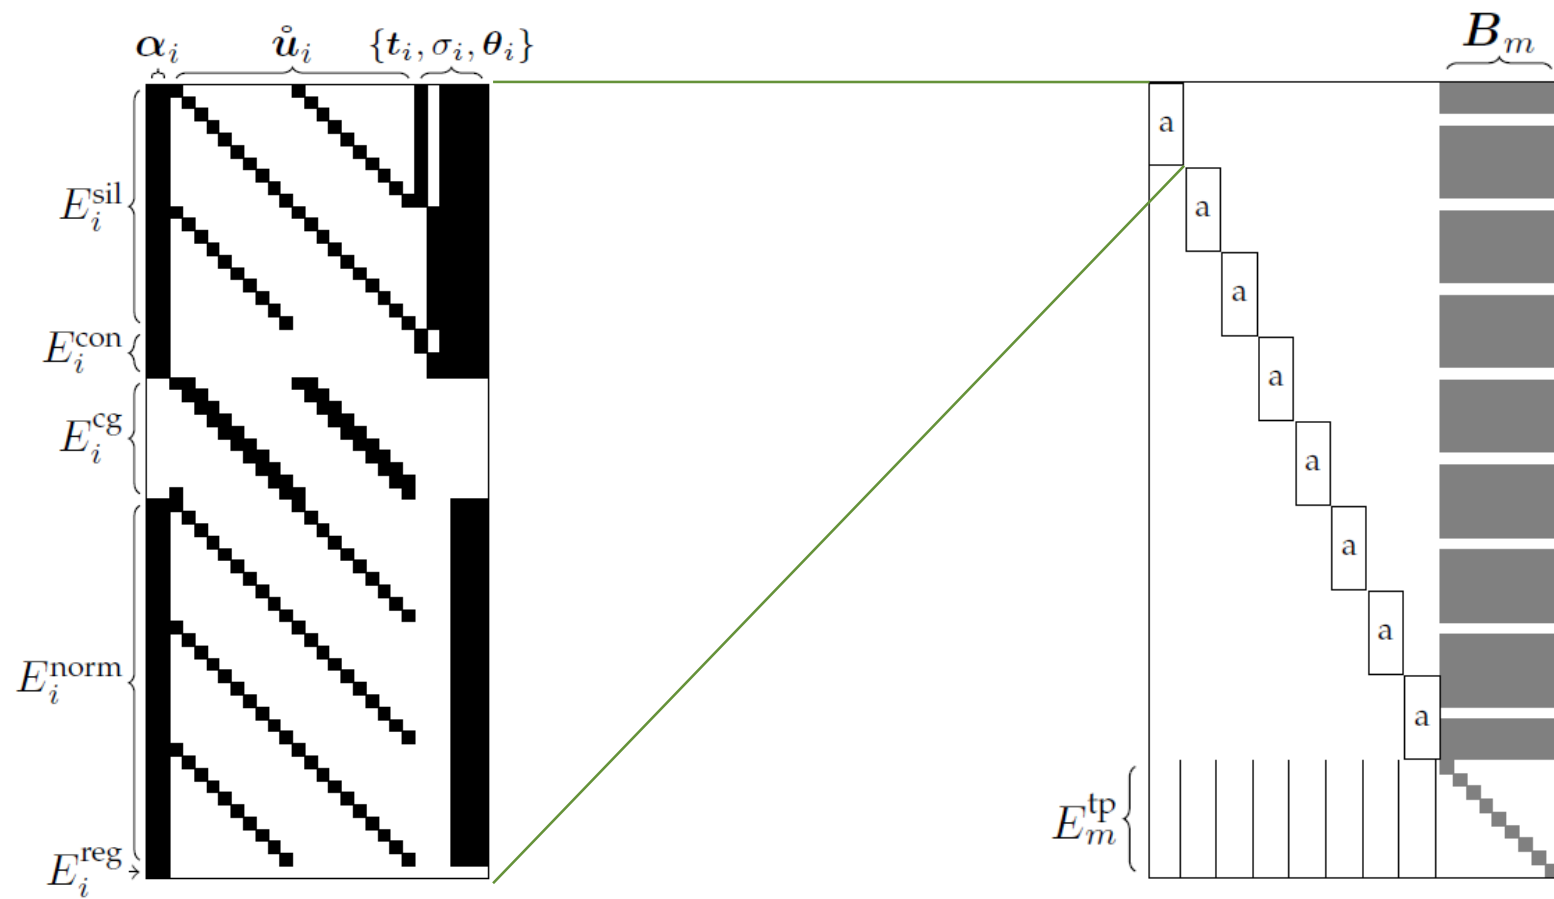 α_i ů_i {t_i, σ_i, θ_i}
B_m
E_i^sil
E_i^con
E_i^cg
E_i^norm
E_i^reg
a
a
a
a
a
a
a
a
E_m^tp